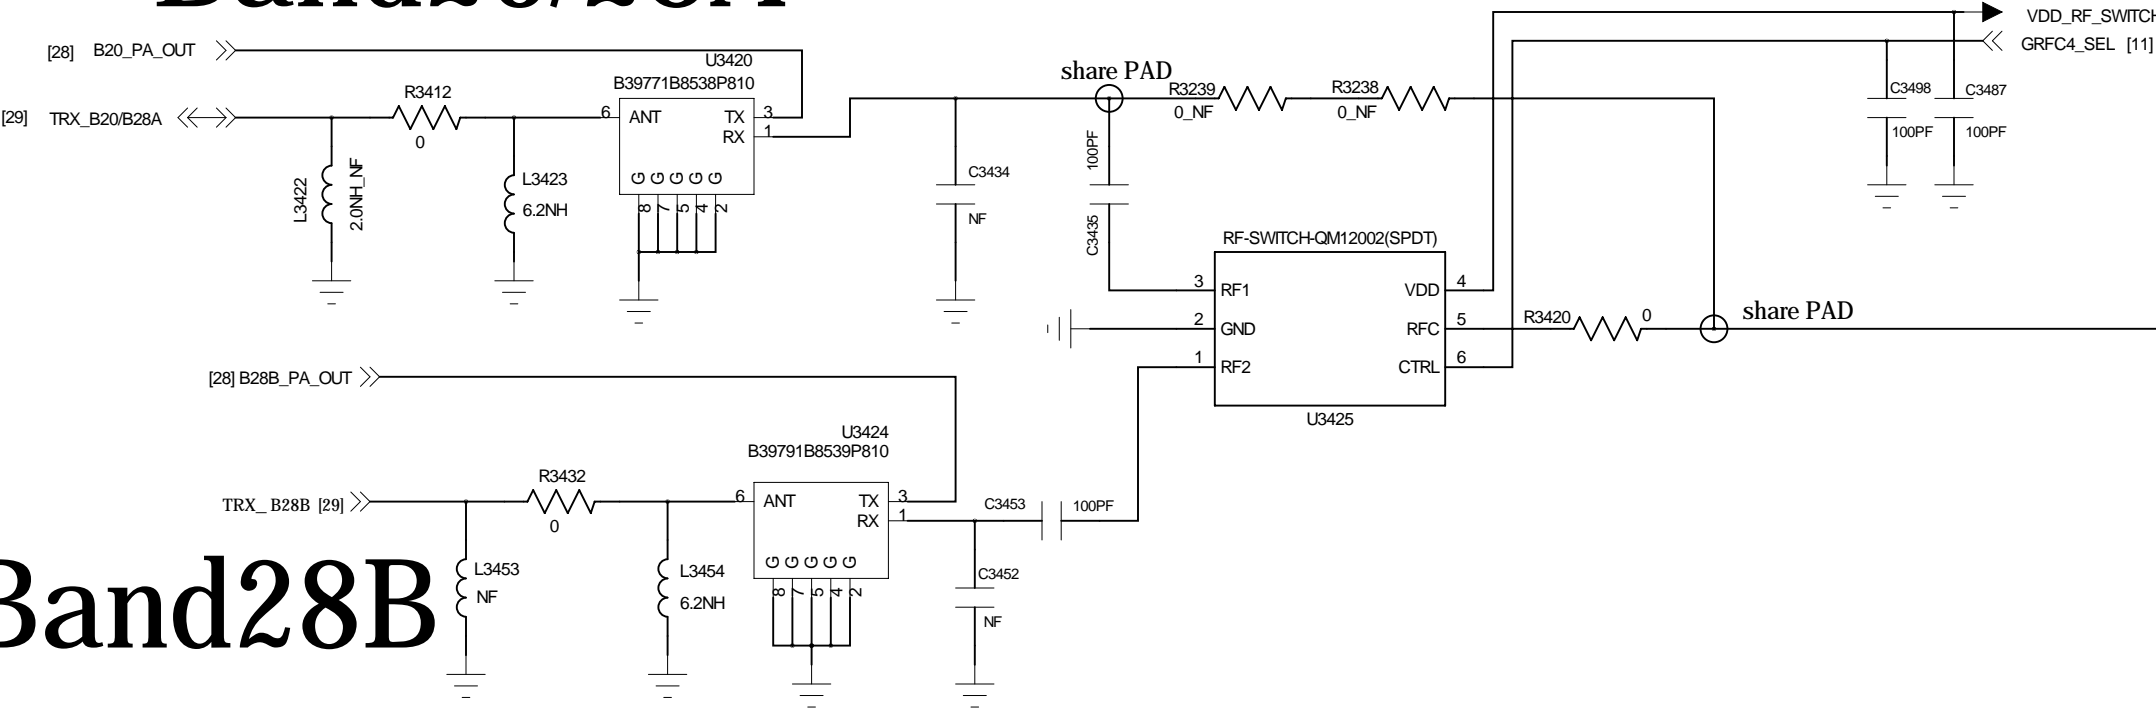 [28] B20_PA_OUT
[29] TRX_B20/B28A
R3412
0
L3422
2.0NH_NF
L3423
6.2NH
U3420
B39771B8538P810
6 ANT TX 3
RX 1
G G G G G
8 7 5 4 2
C3434
NF
share PAD
R3239
0_NF
R3238
0_NF
100PF
C3435
VDD_RF_SWITCH
GRFC4_SEL [11]
C3498
100PF
C3487
100PF
RF-SWITCH-QM12002(SPDT)
3 RF1 VDD 4
2 GND RFC 5
1 RF2 CTRL 6
U3425
R3420 0
share PAD
[28] B28B_PA_OUT
U3424
B39791B8539P810
TRX_ B28B [29]
R3432
0
6 ANT TX 3
RX 1
G G G G G
8 7 5 4 2
L3453
NF
L3454
6.2NH
C3453 100PF
C3452
NF
Band28B